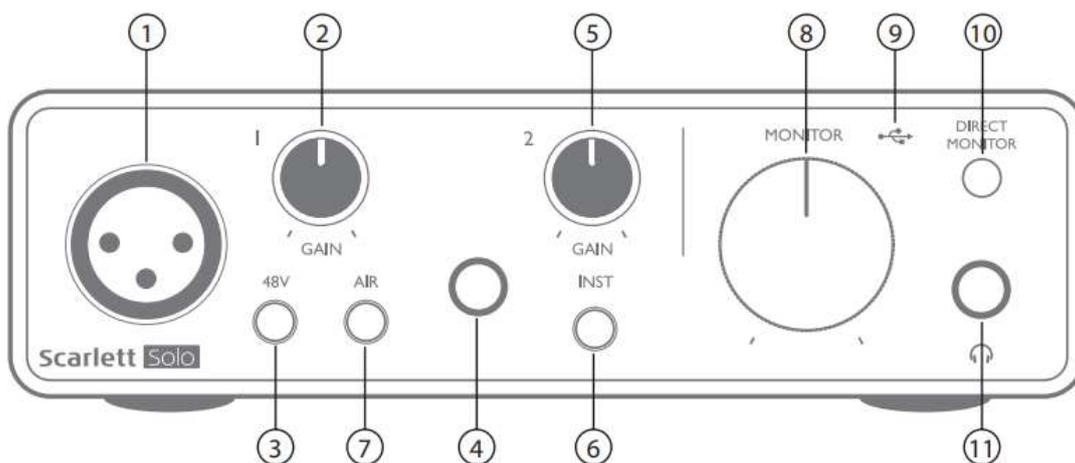 1 2 5 8 9 10
1 2 MONITOR DIRECT
MONITOR
GAIN GAIN
48V AIR INST
Scarlett Solo
3 7 4 6 11